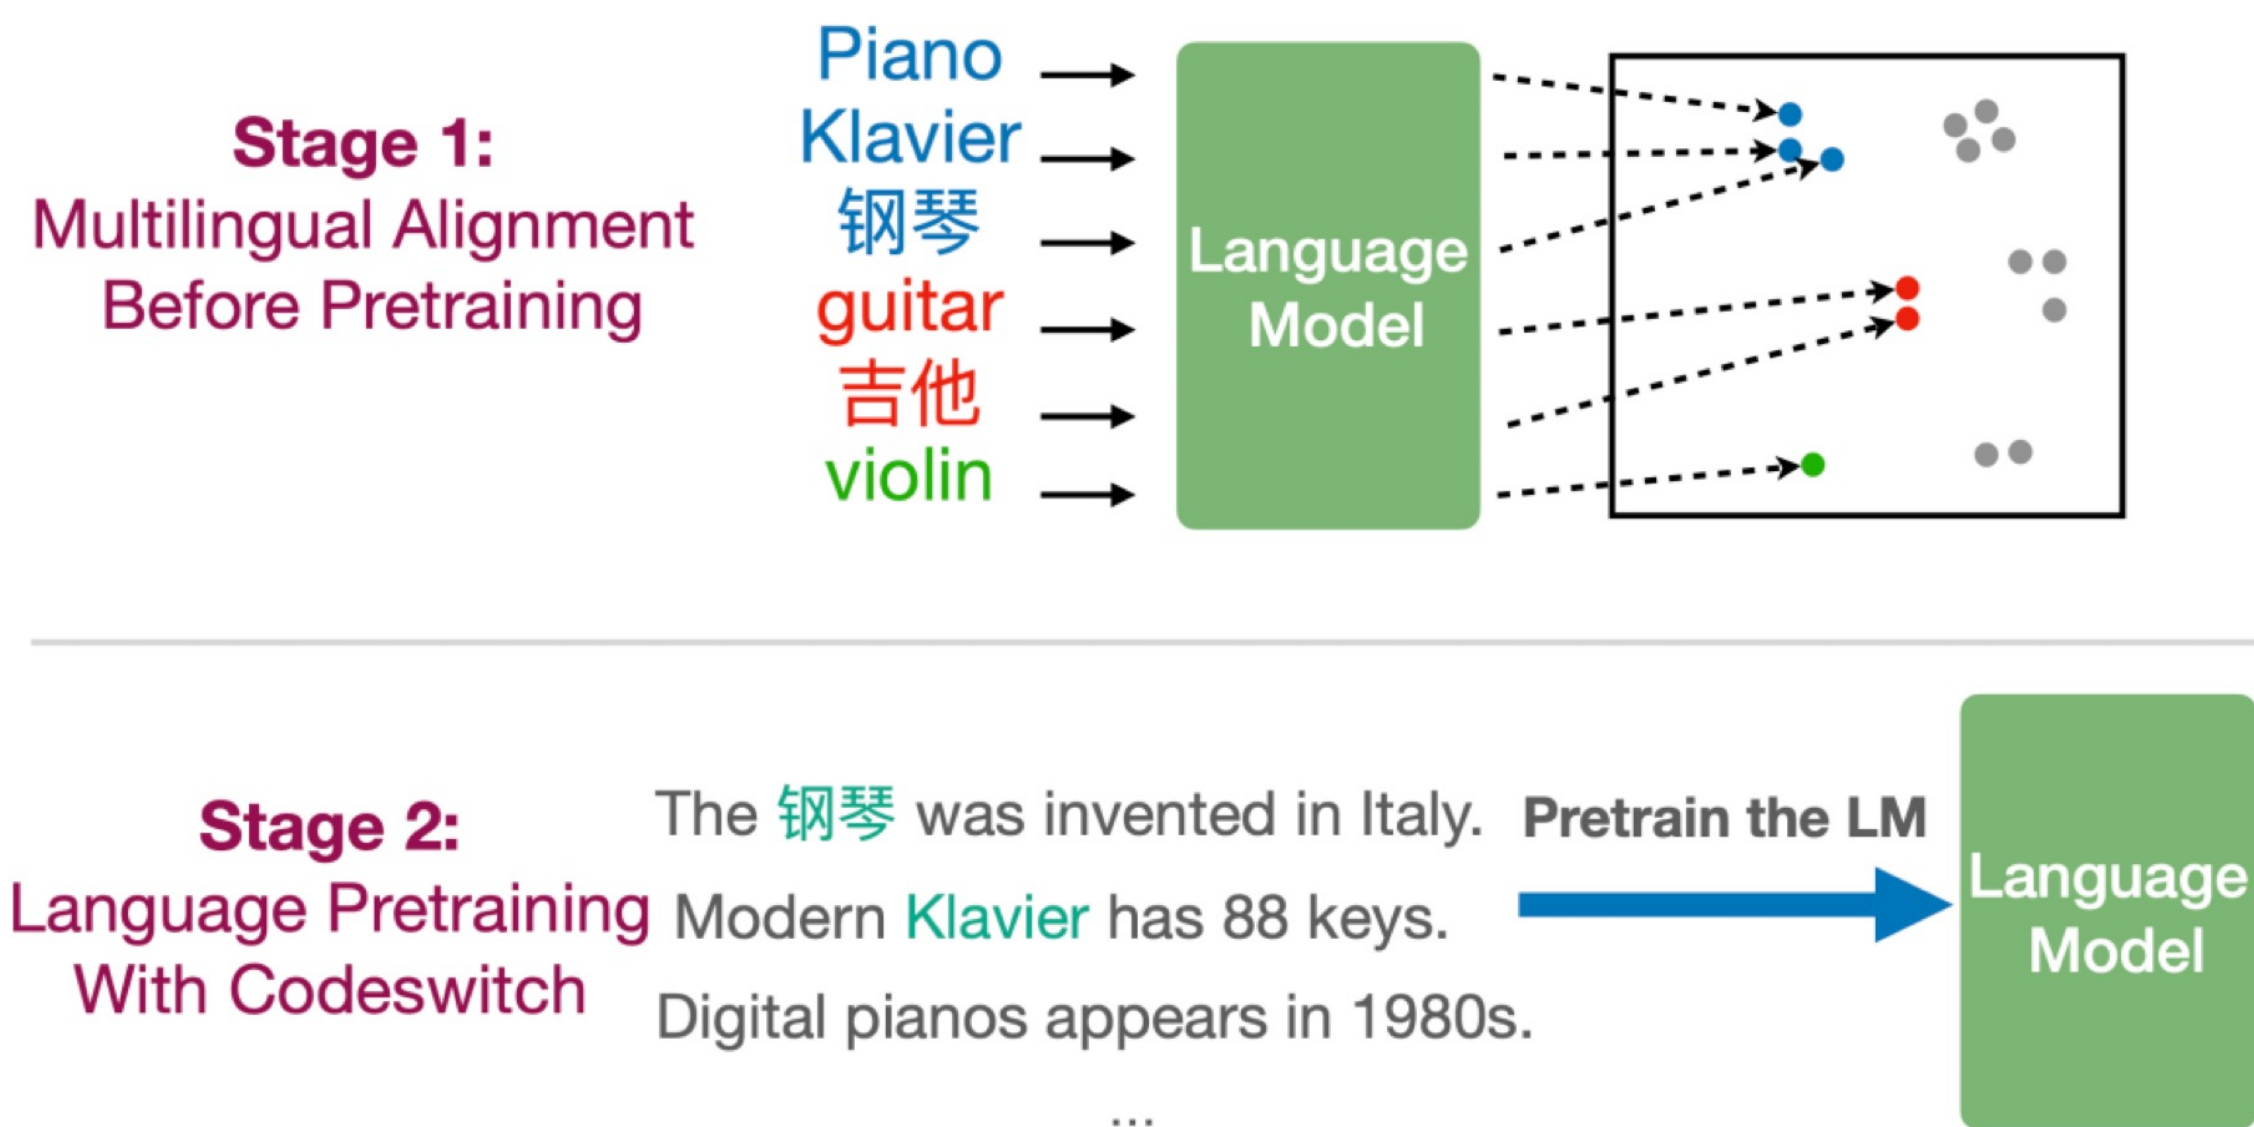 Stage 1:
Multilingual Alignment
Before Pretraining
Piano
Klavier
钢琴
guitar
吉他
violin
Language
Model
Stage 2:
Language Pretraining
With Codeswitch
The 钢琴 was invented in Italy.
Modern Klavier has 88 keys.
Digital pianos appears in 1980s.
...
Pretrain the LM
Language
Model